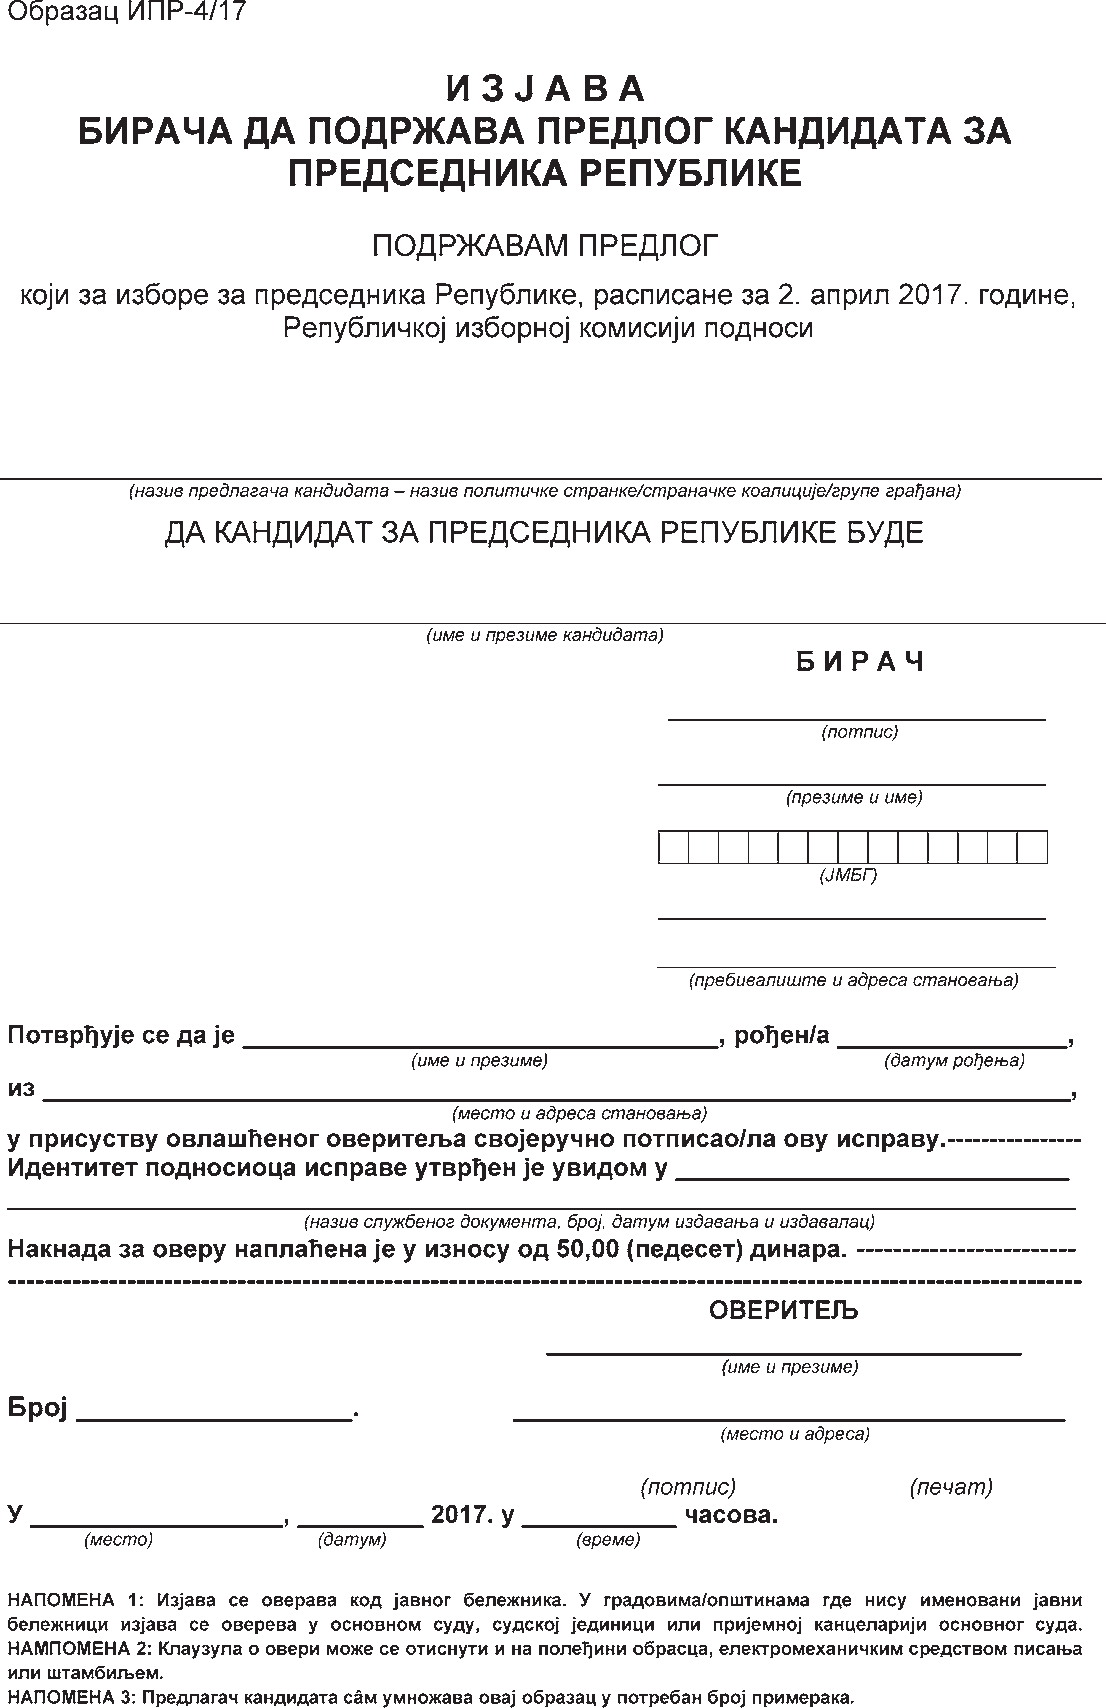 Образац ИПР-4/17
И З Ј А В А
БИРАЧА ДА ПОДРЖАВА ПРЕДЛОГ КАНДИДАТА ЗА
ПРЕДСЕДНИКА РЕПУБЛИКЕ
ПОДРЖАВАМ ПРЕДЛОГ
који за изборе за председника Републике, расписане за 2. април 2017. године,
Републичкој изборној комисији подноси
(назив предлагача кандидата – назив политичке странке/страначке коалиције/групе грађана)
ДА КАНДИДАТ ЗА ПРЕДСЕДНИКА РЕПУБЛИКЕ БУДЕ
(име и презиме кандидата)
Б И Р А Ч
(потпис)
(презиме и име)
(ЈМБГ)
(пребивалиште и адреса становања)
Потврђује се да је __________________, рођен/а __________,
(име и презиме) (датум рођења)
из ________________________________________,
(место и адреса становања)
у присуству овлашћеног оверитеља својеручно потписао/ла ову исправу.----------------
Идентитет подносиоца исправе утврђен је увидом у ________________
(назив службеног документа, број, датум издавања и издавалац)
Накнада за оверу наплаћена је у износу од 50,00 (педесет) динара. ------------------------
ОВЕРИТЕЉ
(име и презиме)
Број __________________.
(место и адреса)
(потпис) (печат)
У ________________, ________ 2017. у __________ часова.
(место) (датум) (време)
НАПОМЕНА 1: Изјава се оверава код јавног бележника. У градовима/општинама где нису именовани јавни
бележници изјава се оверева у основном суду, судској јединици или пријемној канцеларији основног суда.
НАМПОМЕНА 2: Клаузула о овери може се отиснути и на полеђини обрасца, електромеханичким средством писања
или штамбиљем.
НАПОМЕНА 3: Предлагач кандидата сâм умножава овај образац у потребан број примерака.